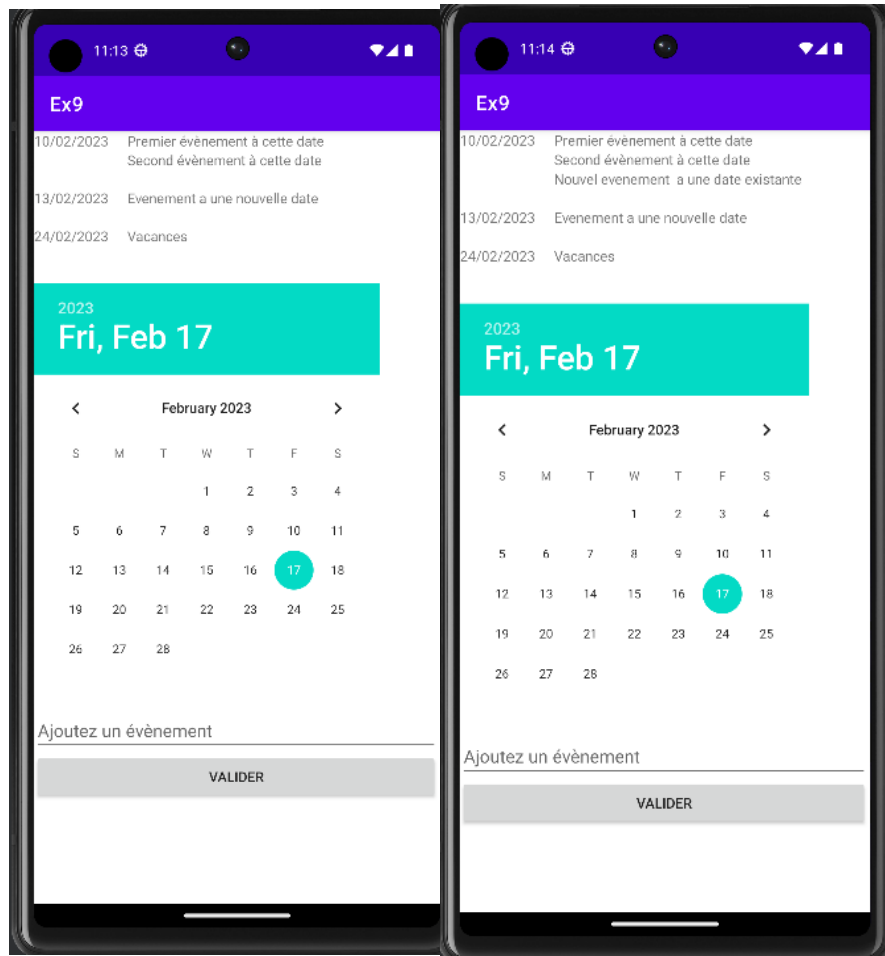 11:13
Ex9
10/02/2023 Premier évènement à cette date
Second évènement à cette date
13/02/2023 Evenement a une nouvelle date
24/02/2023 Vacances
2023
Fri, Feb 17
February 2023
S M T W T F S
1 2 3 4
5 6 7 8 9 10 11
12 13 14 15 16 17 18
19 20 21 22 23 24 25
26 27 28
Ajoutez un évènement
VALIDER
11:14
Ex9
10/02/2023 Premier évènement à cette date
Second évènement à cette date
Nouvel evenement a une date existante
13/02/2023 Evenement a une nouvelle date
24/02/2023 Vacances
2023
Fri, Feb 17
February 2023
S M T W T F S
1 2 3 4
5 6 7 8 9 10 11
12 13 14 15 16 17 18
19 20 21 22 23 24 25
26 27 28
Ajoutez un évènement
VALIDER